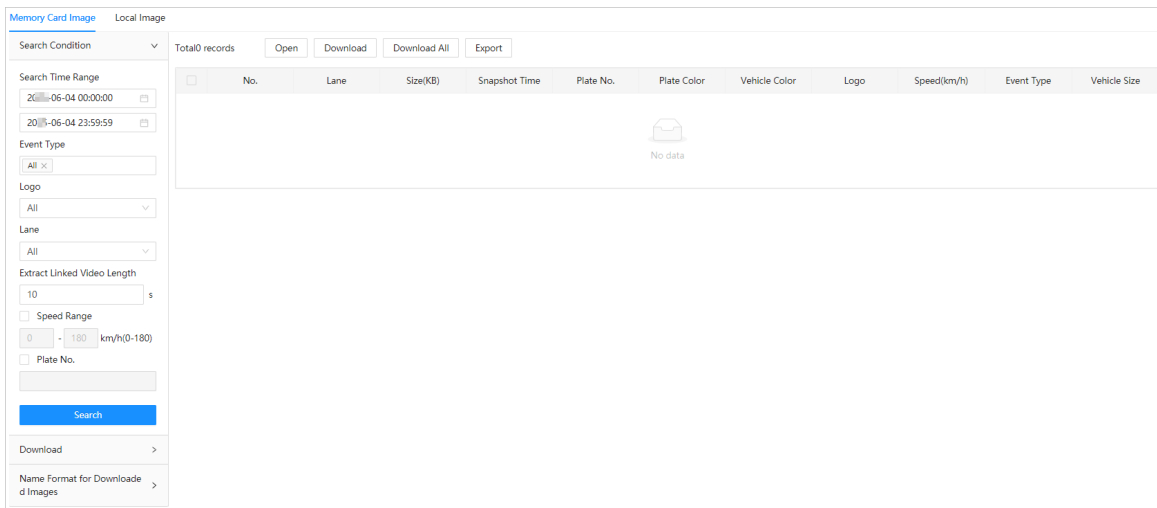 Memory Card Image Local Image
Search Condition
Total0 records Open Download Download All Export
No. Lane Size(KB) Snapshot Time Plate No. Plate Color Vehicle Color Logo Speed(km/h) Event Type Vehicle Size
No data
Search Time Range
-06-04 00:00:00
-06-04 23:59:59
Event Type
All ×
Logo
All
Lane
All
Extract Linked Video Length
10 s
Speed Range
0 - 180 km/h(0-180)
Plate No.
Search
Download
Name Format for Downloade
d Images